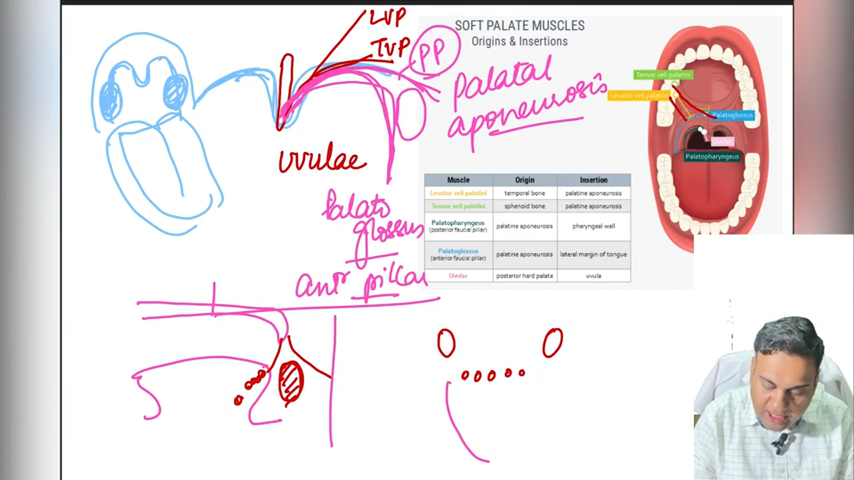 LVP
TVP
PP
Palatal
aponeurosis
uvulae
Palato
glossus
antr pillar
SOFT PALATE MUSCLES
Origins & Insertions
Tensor veli palatini
Levator veli palatini
Palatoglossus
Palatopharyngeus
Muscle Origin Insertion
Levator veli palatini temporal bone palatine aponeurosis
Tensor veli palatini sphenoid bone palatine aponeurosis
Palatopharyngeus
(posterior faucial pillar) palatine aponeurosis pharyngeal wall
Palatoglossus
(anterior faucial pillar) palatine aponeurosis lateral margin of tongue
Uvular posterior hard palate uvula